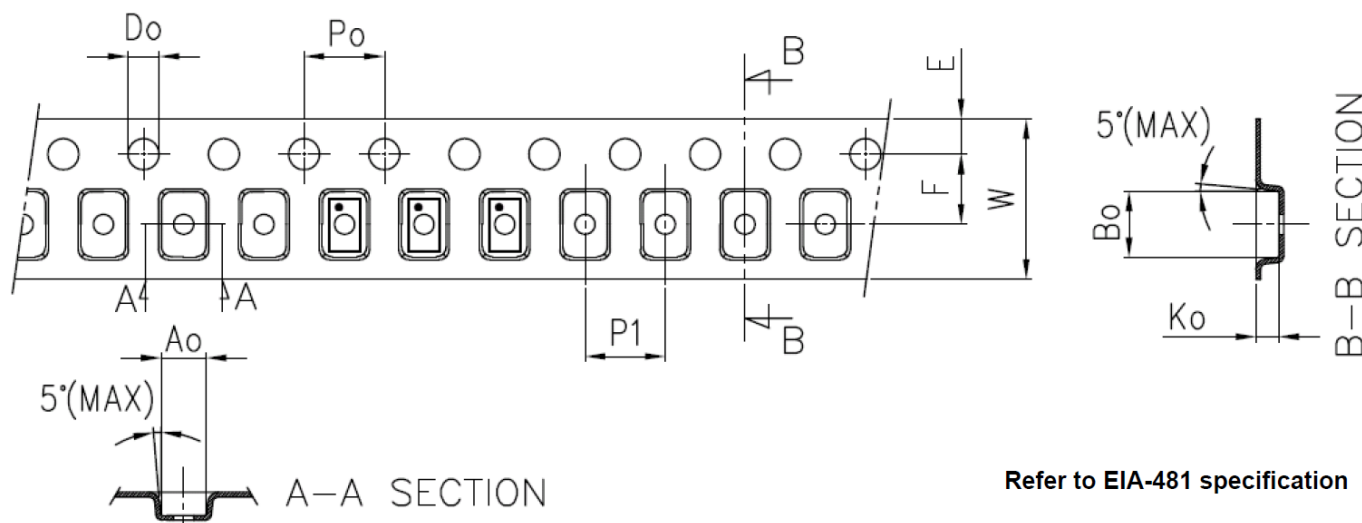 Do
Po
B
E
5°(MAX)
F
W
Bo
B-B SECTION
A
A
Ko
P1
B
Ao
5°(MAX)
A-A SECTION
Refer to EIA-481 specification